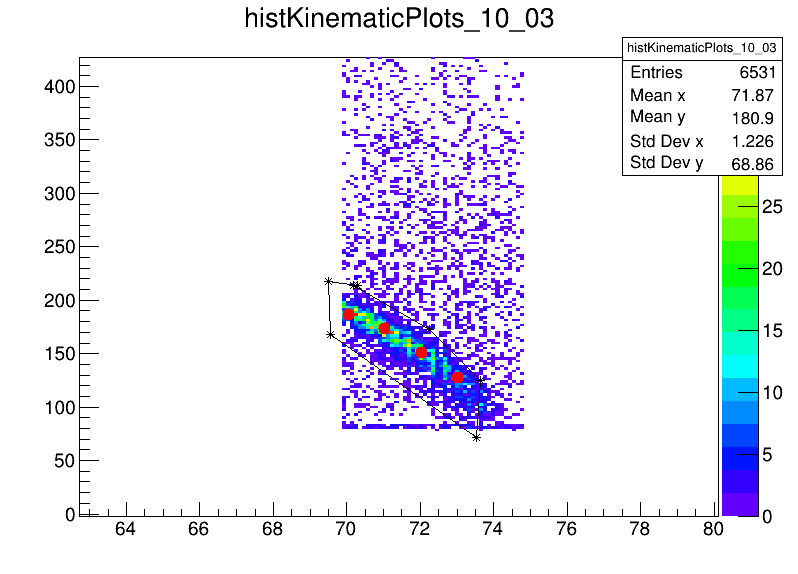 histKinematicPlots_10_03
histKinematicPlots_10_03
Entries 6531
Mean x 71.87
Mean y 180.9
Std Dev x 1.226
Std Dev y 68.86
400
350
300
250
200
150
100
50
0
64 66 68 70 72 74 76 78 80
25
20
15
10
5
0